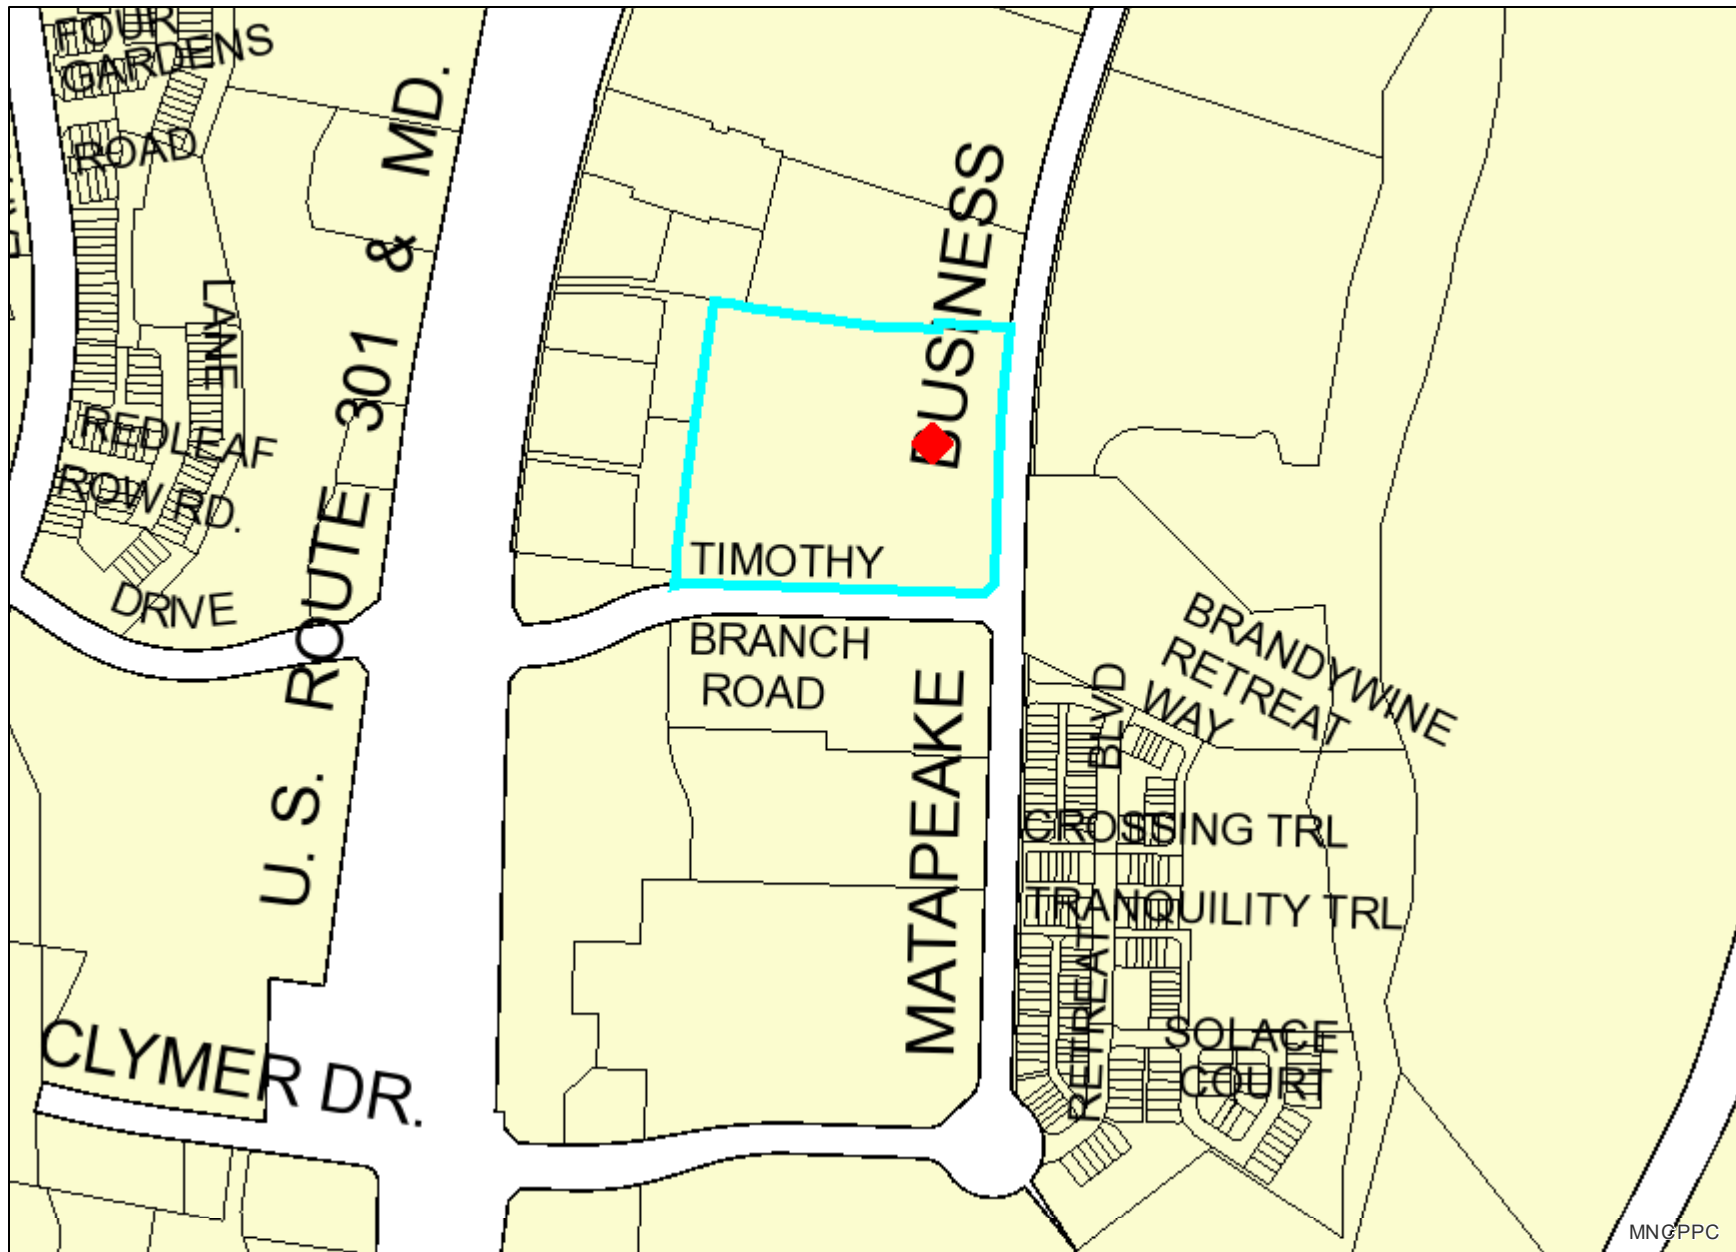 FOUR
GARDENS
ROAD
LANE
REDLEAF
ROW RD.
DRIVE
U. S. ROUTE 301 & MD.
BUSINESS
TIMOTHY
BRANCH
ROAD
MATAPEAKE
BRANDYWINE
RETREAT
WAY
BLVD
CROSSING TRL
TRANQUILITY TRL
RETREAT
SOLACE
COURT
CLYMER DR.
MNCPPC